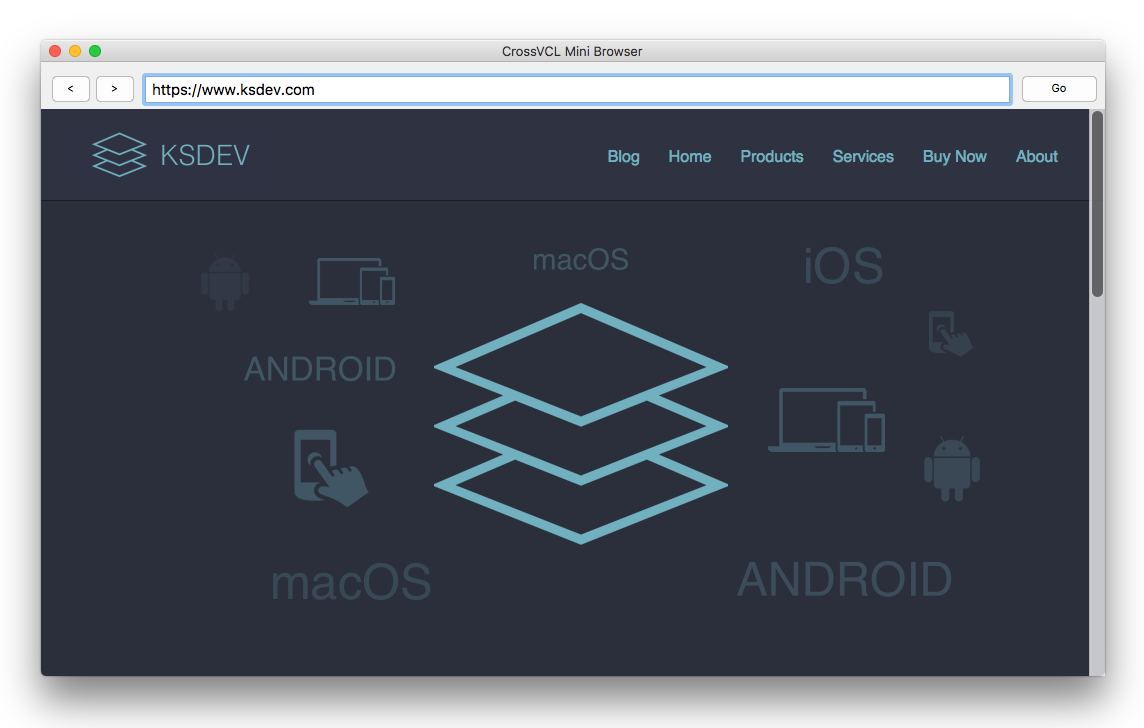 CrossVCL Mini Browser
< > https://www.ksdev.com Go
KSDEV Blog Home Products Services Buy Now About
macOS iOS
ANDROID
macOS ANDROID